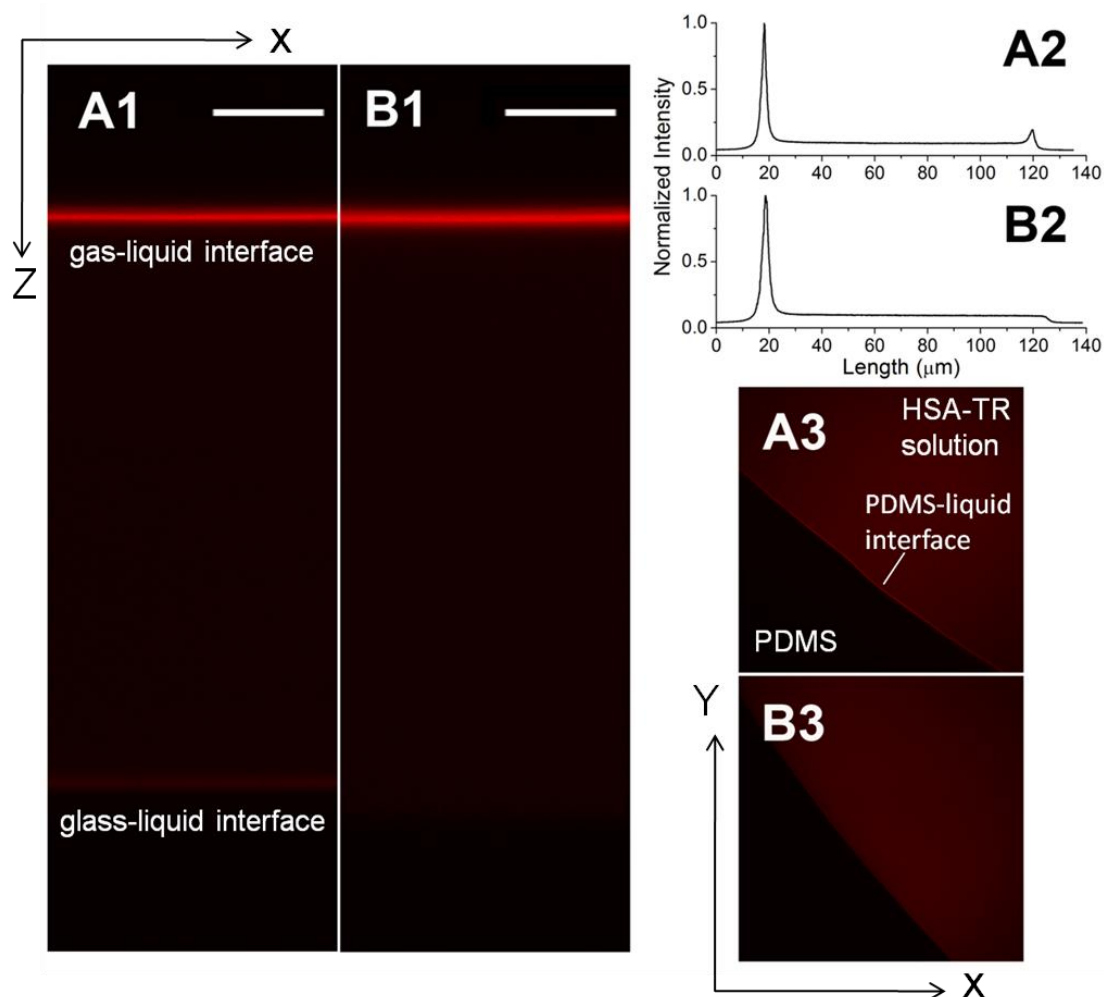 X
Z
A1
gas-liquid interface
glass-liquid interface
B1
Normalized Intensity
1.0
0.5
0.0
A2
0 20 40 60 80 100 120 140
1.0
0.5
0.0
B2
0 20 40 60 80 100 120 140
Length (μm)
A3
HSA-TR
solution
PDMS-liquid
interface
PDMS
B3
Y
X